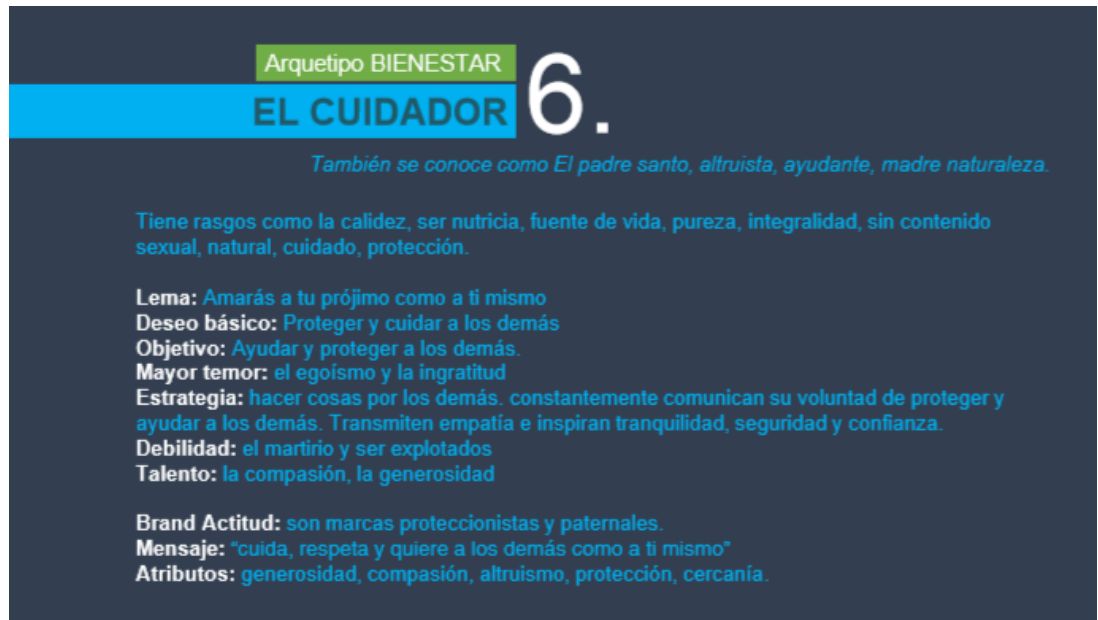 Arquetipo BIENESTAR
EL CUIDADOR
6.
También se conoce como El padre santo, altruista, ayudante, madre naturaleza.
Tiene rasgos como la calidez, ser nutricia, fuente de vida, pureza, integralidad, sin contenido
sexual, natural, cuidado, protección.
Lema: Amarás a tu prójimo como a ti mismo
Deseo básico: Proteger y cuidar a los demás
Objetivo: Ayudar y proteger a los demás.
Mayor temor: el egoísmo y la ingratitud
Estrategia: hacer cosas por los demás. constantemente comunican su voluntad de proteger y
ayudar a los demás. Transmiten empatía e inspiran tranquilidad, seguridad y confianza.
Debilidad: el martirio y ser explotados
Talento: la compasión, la generosidad
Brand Actitud: son marcas proteccionistas y paternales.
Mensaje: “cuida, respeta y quiere a los demás como a ti mismo”
Atributos: generosidad, compasión, altruismo, protección, cercanía.